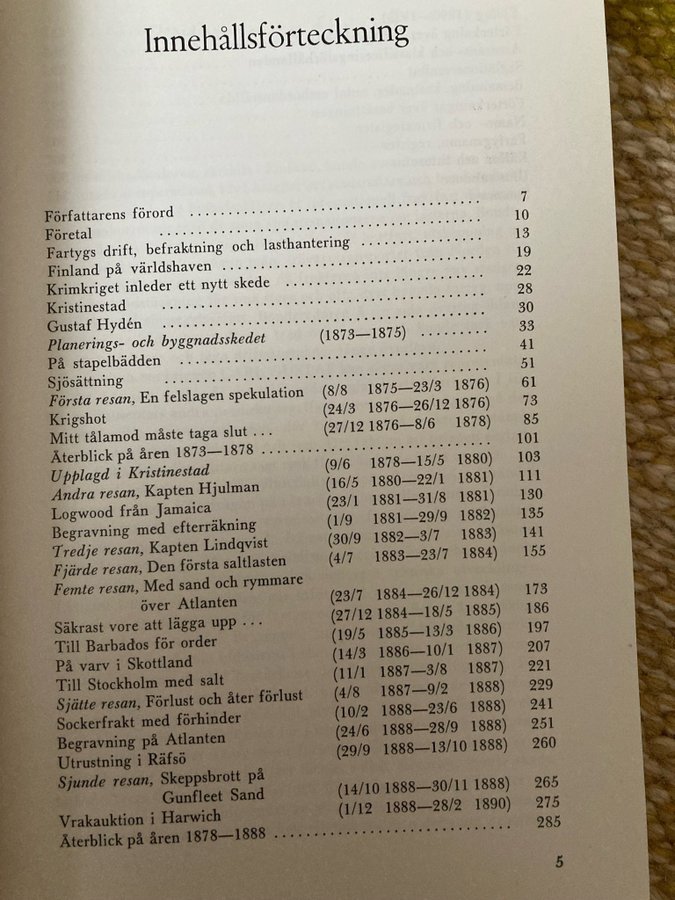 Innehållsförteckning
Författarens förord ........................................ 7
Företal ........................................ 10
Fartygs drift, befraktning och lasthantering ................ 13
Finland på världshaven ................................ 19
Krimkriget inleder ett nytt skede ........................ 22
Kristinestad ........................................ 28
Gustaf Hydén ........................................ 30
Planerings- och byggnadsskedet (1873—1875) ......... 33
På stapelbädden ........................................ 41
Sjösättning ........................................ 51
Första resan, En felslagen spekulation (8/8 1875—23/3 1876) 61
Krigshot (24/3 1876—26/12 1876) 73
Mitt tålamod måste taga slut ... (27/12 1876—8/6 1878) 85
Återblick på åren 1873—1878 ............................ 101
Upplagd i Kristinestad (9/6 1878—15/5 1880) 103
Andra resan, Kapten Hjulman (16/5 1880—22/1 1881) 111
Logwood från Jamaica (23/1 1881—31/8 1881) 130
Begravning med efterräkning (1/9 1881—29/9 1882) 135
Tredje resan, Kapten Lindqvist (30/9 1882—3/7 1883) 141
Fjärde resan, Den första saltlasten (4/7 1883—23/7 1884) 155
Femte resan, Med sand och rymmare
över Atlanten (23/7 1884—26/12 1884) 173
Säkrast vore att lägga upp ... (27/12 1884—18/5 1885) 186
Till Barbados för order (19/5 1885—13/3 1886) 197
På varv i Skottland (14/3 1886—10/1 1887) 207
Till Stockholm med salt (11/1 1887—3/8 1887) 221
Sjätte resan, Förlust och åter förlust (4/8 1887—9/2 1888) 229
Sockerfrakt med förhinder (10/2 1888—23/6 1888) 241
Begravning på Atlanten (24/6 1888—28/9 1888) 251
Utrustning i Räfsö (29/9 1888—13/10 1888) 260
Sjunde resan, Skeppsbrott på
Gunfleet Sand (14/10 1888—30/11 1888) 265
Vrakauktion i Harwich (1/12 1888—28/2 1890) 275
Återblick på åren 1878—1888 ............................ 285
5